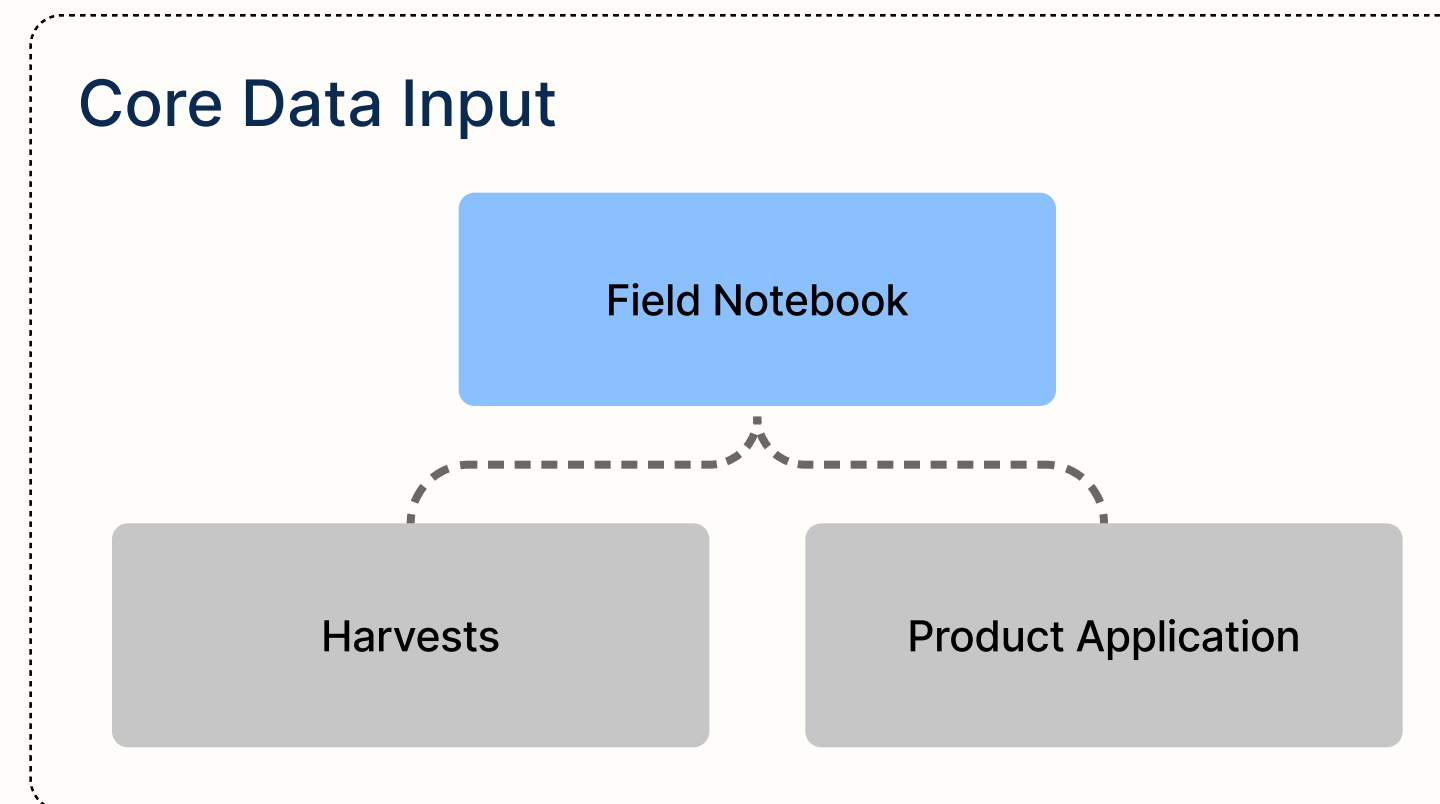 Core Data Input
Field Notebook
Harvests
Product Application